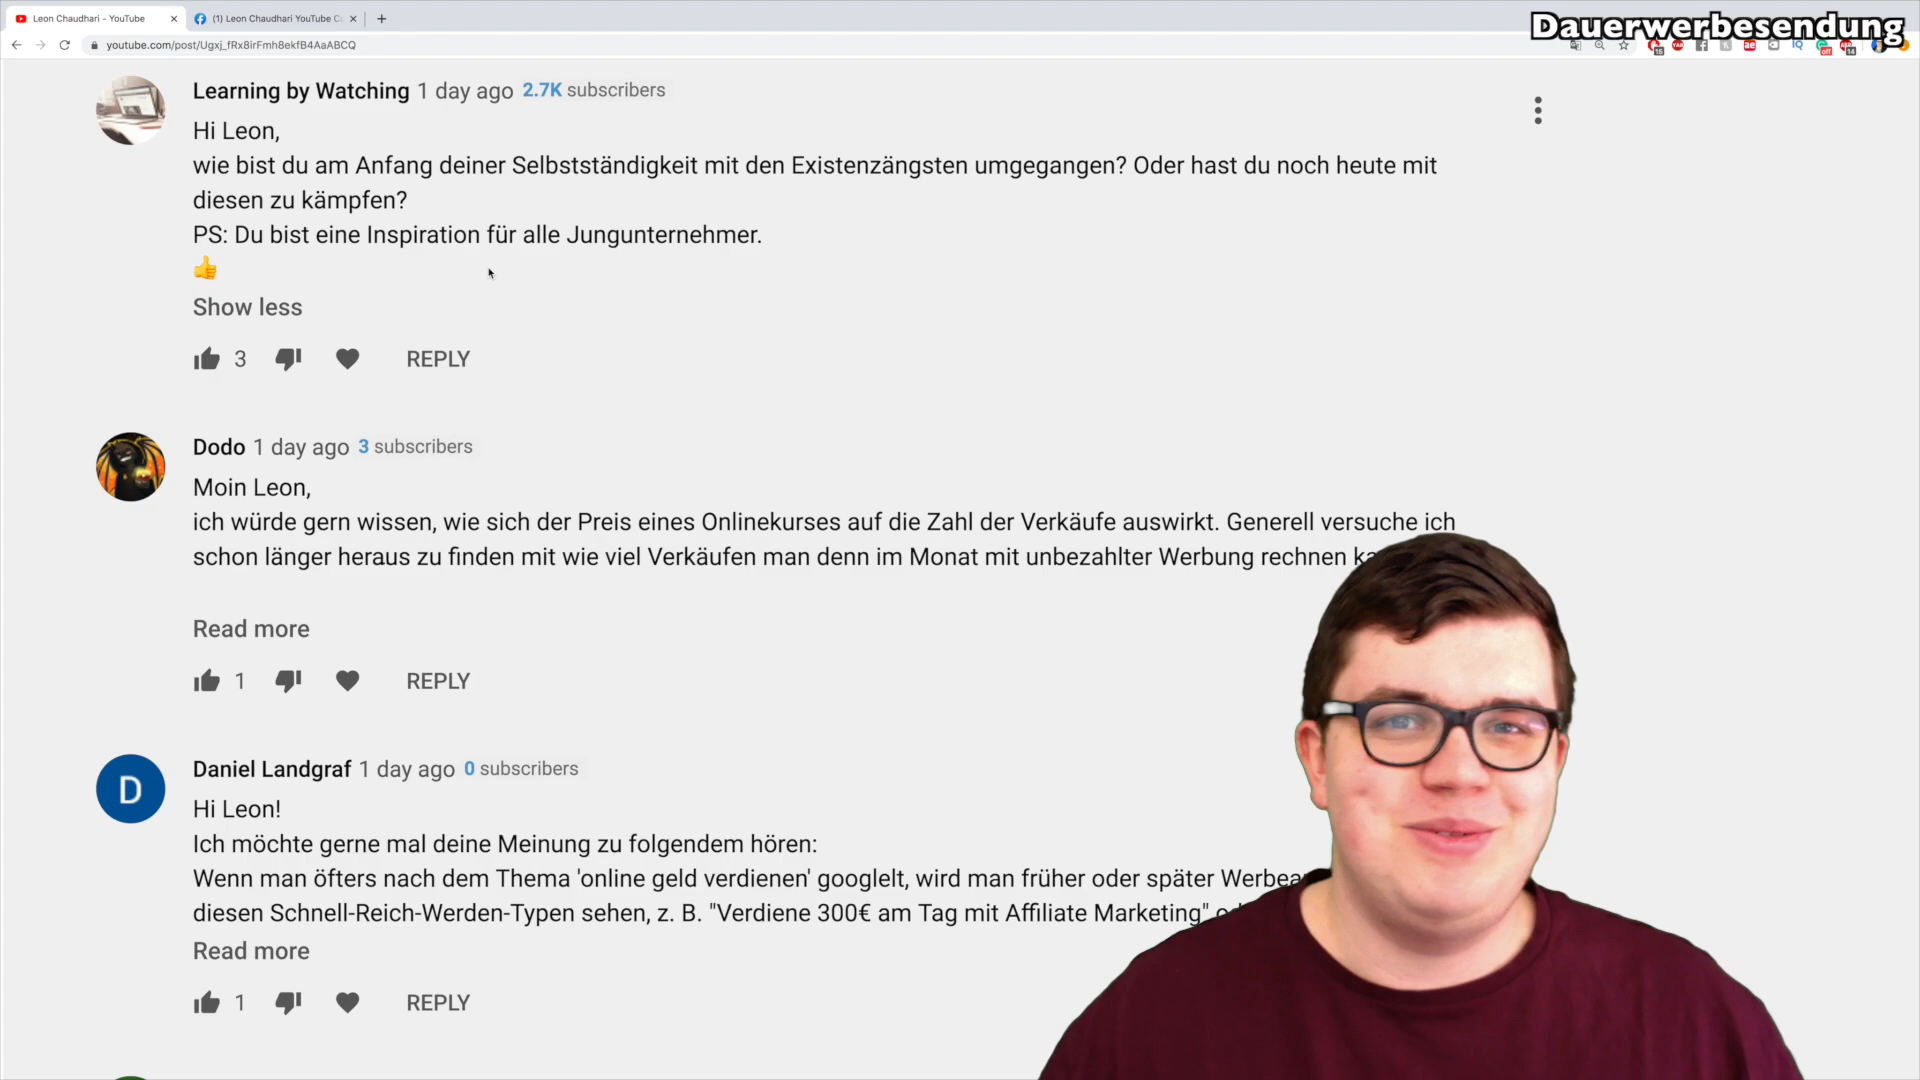 Leon Chaudhari - YouTube
(1) Leon Chaudhari YouTube C
Dauerwerbesendung
youtube.com/post/Ugxj_fRx8irFmh8ekfB4AaABCQ
Learning by Watching 1 day ago 2.7K subscribers
Hi Leon,
wie bist du am Anfang deiner Selbstständigkeit mit den Existenzängsten umgegangen? Oder hast du noch heute mit
diesen zu kämpfen?
PS: Du bist eine Inspiration für alle Jungunternehmer.
👍
Show less
3 REPLY
Dodo 1 day ago 3 subscribers
Moin Leon,
ich würde gern wissen, wie sich der Preis eines Onlinekurses auf die Zahl der Verkäufe auswirkt. Generell versuche ich
schon länger heraus zu finden mit wie viel Verkäufen man denn im Monat mit unbezahlter Werbung rechnen
Read more
1 REPLY
D
Daniel Landgraf 1 day ago 0 subscribers
Hi Leon!
Ich möchte gerne mal deine Meinung zu folgendem hören:
Wenn man öfters nach dem Thema 'online geld verdienen' googlelt, wird man früher oder später
diesen Schnell-Reich-Werden-Typen sehen, z. B. "Verdiene 300€ am Tag mit Affiliate Marketing"
Read more
1 REPLY